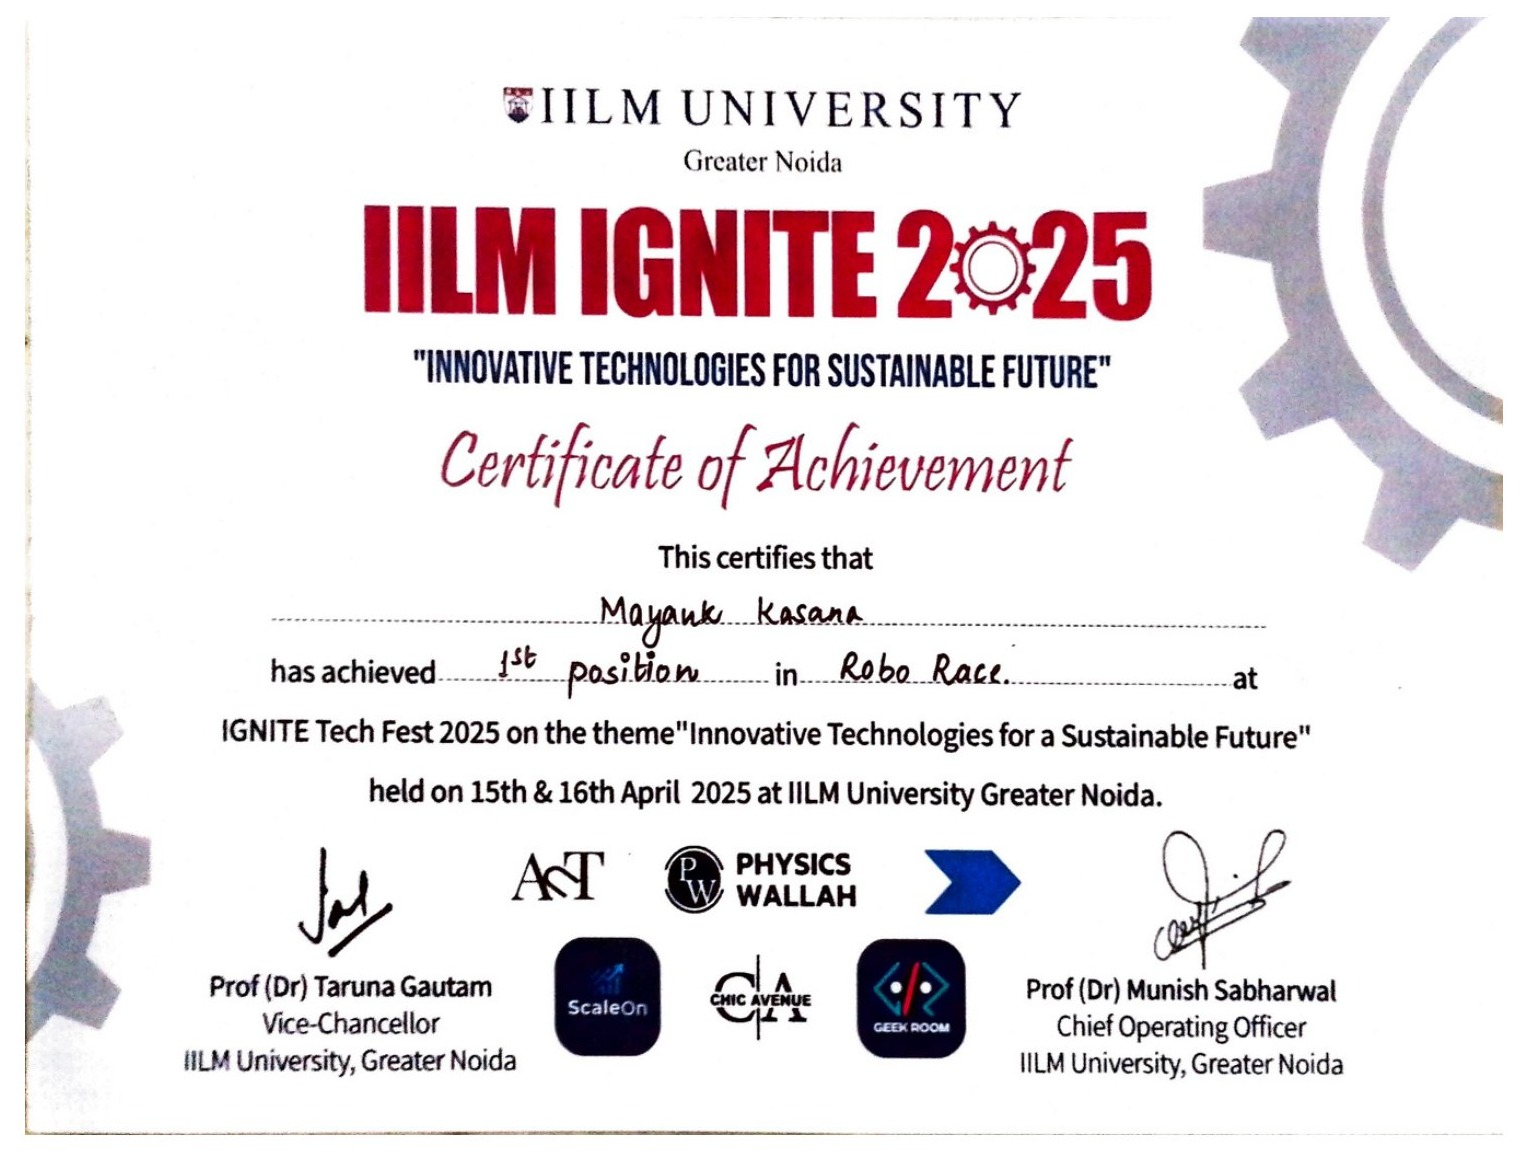 IILM UNIVERSITY
Greater Noida
IILM IGNITE 2025
"INNOVATIVE TECHNOLOGIES FOR SUSTAINABLE FUTURE"
Certificate of Achievement
This certifies that
Mayank Kasana
has achieved 1st position in Robo Race. at
IGNITE Tech Fest 2025 on the theme"Innovative Technologies for a Sustainable Future"
held on 15th & 16th April 2025 at IILM University Greater Noida.
PW PHYSICS
WALLAH
ScaleOn
CHIC AVENUE
GEEK ROOM
Prof (Dr) Taruna Gautam
Vice-Chancellor
IILM University, Greater Noida
Prof (Dr) Munish Sabharwal
Chief Operating Officer
IILM University, Greater Noida